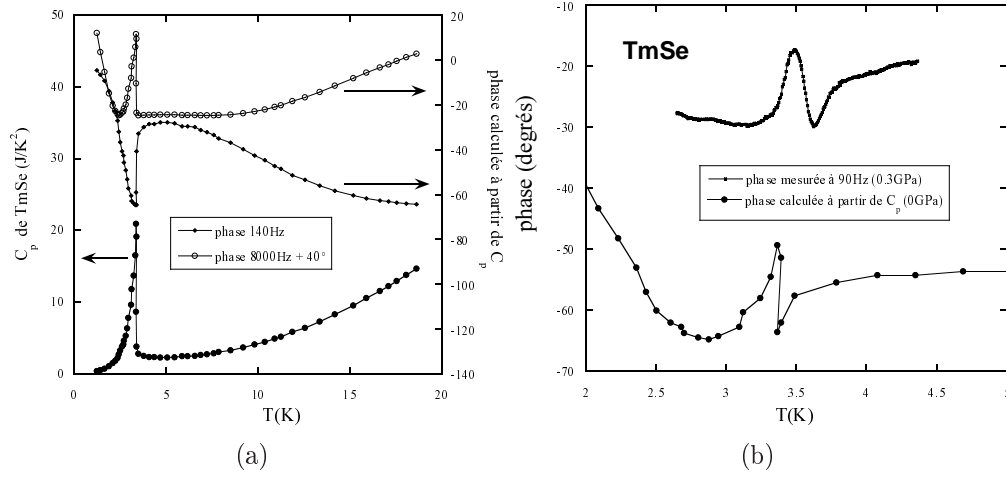 50
40
30
20
10
0
C_p de TmSe (J/K²)
0
5
10
15
20
T(K)
20
0
-20
-40
-60
-80
-100
-120
-140
phase calculée à partir de C_p
phase 140Hz
phase 8000Hz + 40°
(a)
-10
-20
-30
-40
-50
-60
-70
phase (degrés)
TmSe
phase mesurée à 90Hz (0.3GPa)
phase calculée à partir de C_p (0GPa)
2
2.5
3
3.5
4
4.5
5
T(K)
(b)